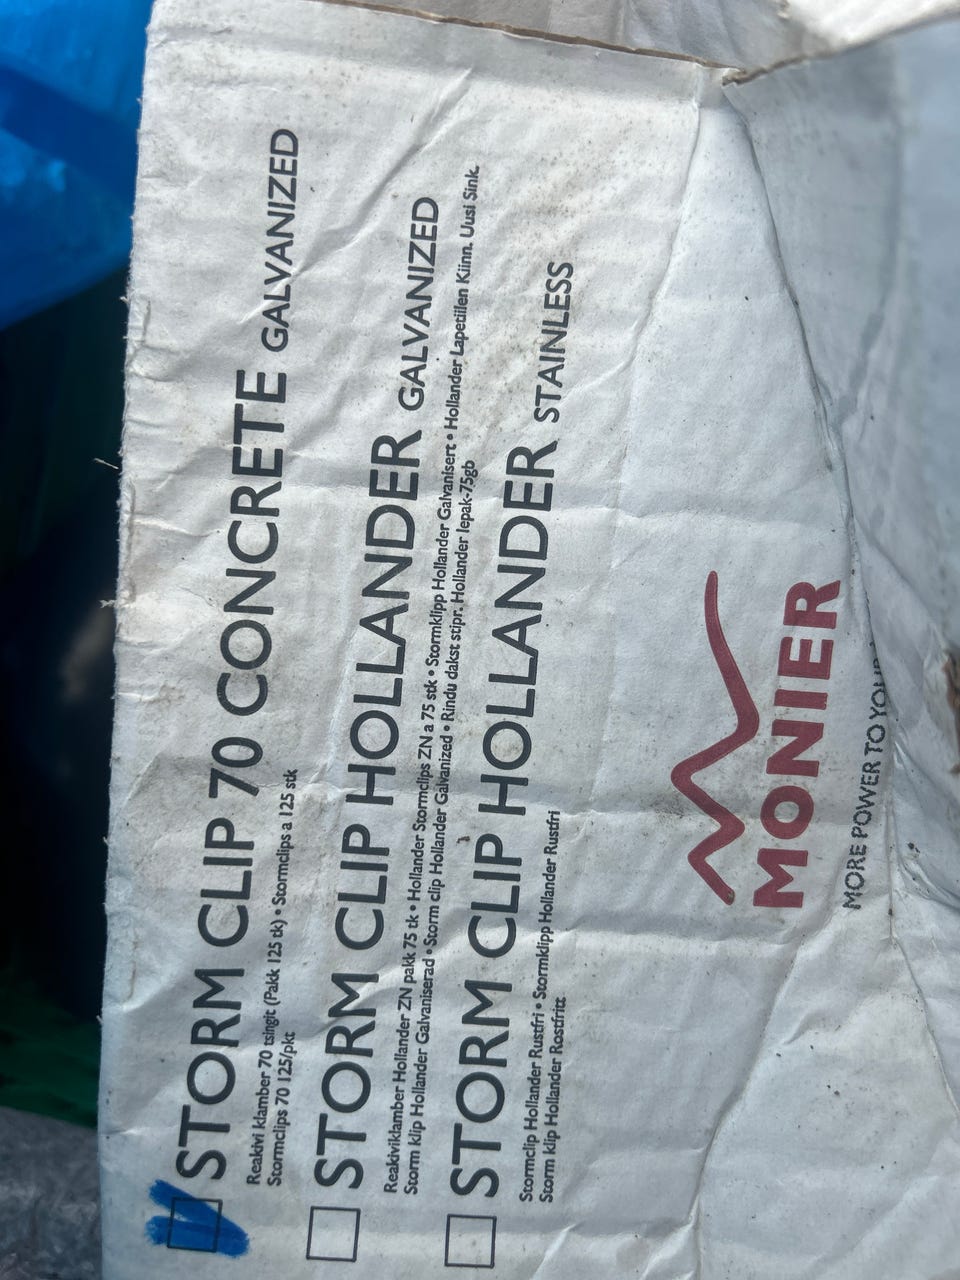 STORM CLIP 70 CONCRETE GALVANIZED
Reakivi klamber 70 tsingit (Pakk 125 tk) • Stormclips a 125 stk
Stormclips 70 125/pkt
STORM CLIP HOLLANDER GALVANIZED
Reakiviklamber Hollander ZN pakk 75 tk • Hollander Stormclips ZN a 75 stk • Stormklipp Hollander Galvanisert • Hollander Lapetiilen Kiinn. Uusi Sink.
Storm klip Hollander Galvaniserad • Storm clip Hollander Galvanized • Rindu dakst stipr. Hollander Iepak-75gb
STORM CLIP HOLLANDER STAINLESS
Stormclip Hollander Rustfri • Stormklipp Hollander Rustfri
Storm klip Hollander Rostfritt
MONIER
MORE POWER TO YOUR